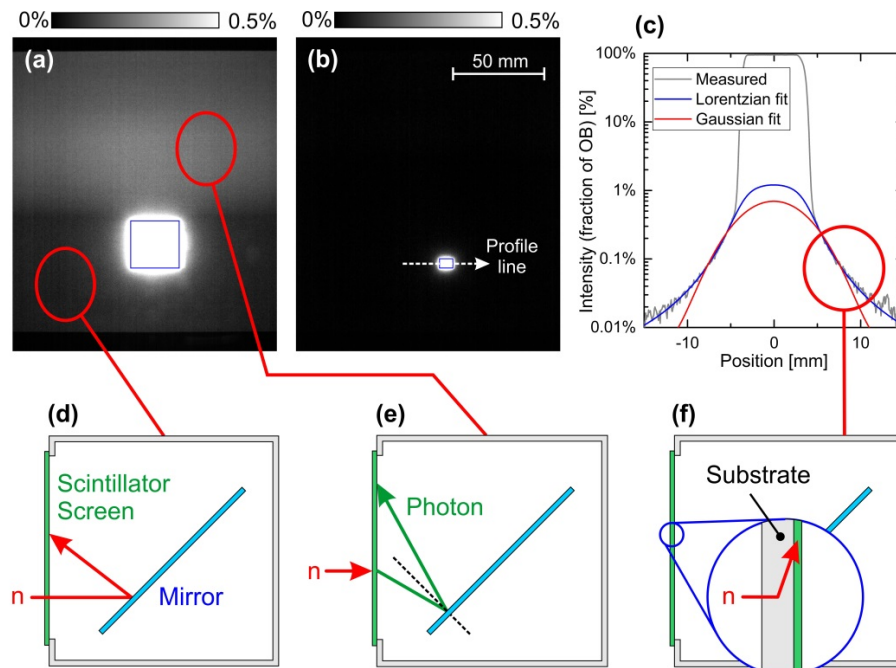 0% 0.5% 0% 0.5%
(a)
(b)
50 mm
Profile
line
(c)
Intensity (fraction of OB) [%]
100%
10%
1%
0.1%
0.01%
Measured
Lorentzian fit
Gaussian fit
-10 0 10
Position [mm]
(d)
Scintillator
Screen
n
Mirror
(e)
Photon
n
(f)
Substrate
n